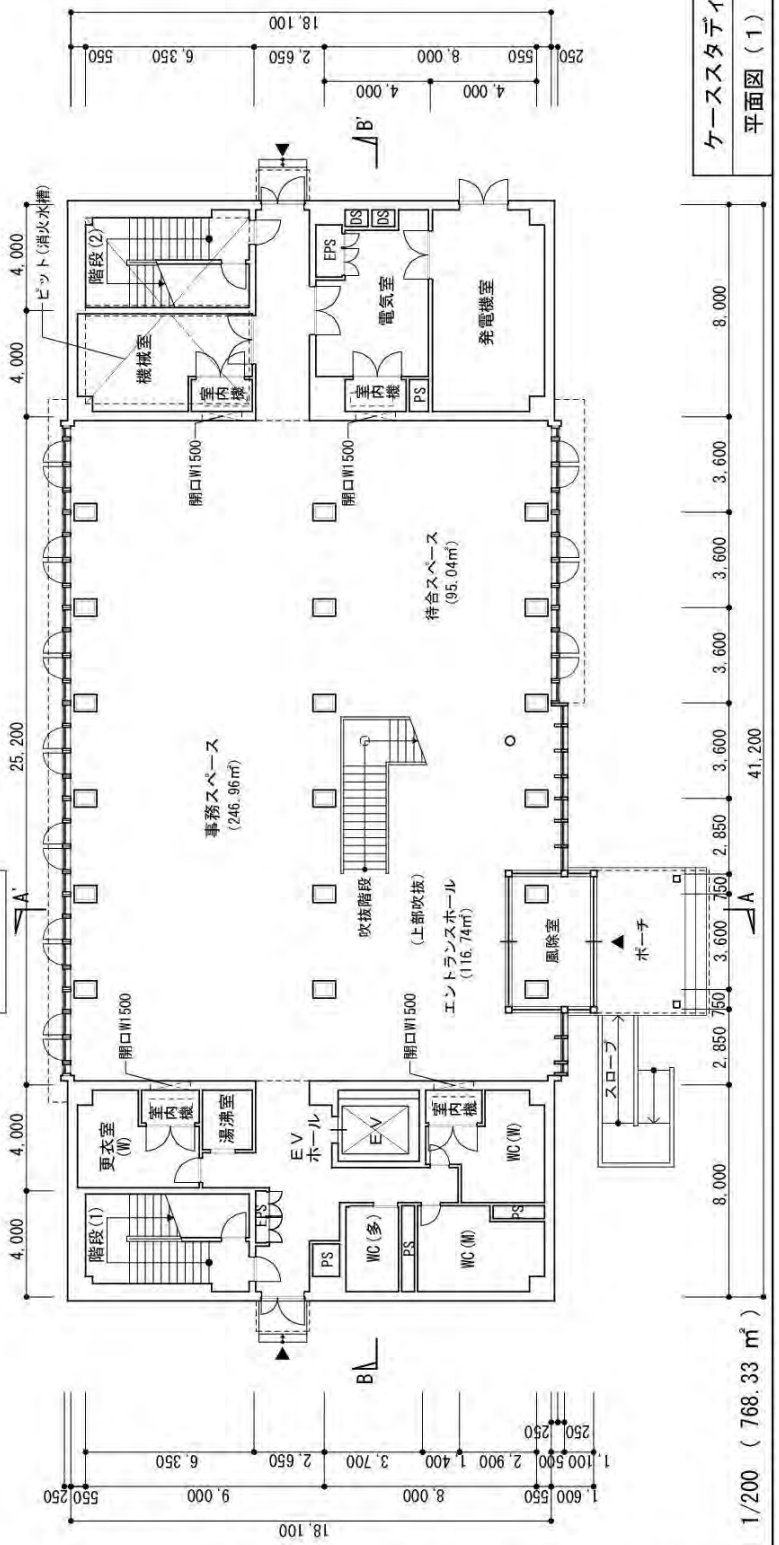 ケーススタディ
平面図 (1)
1/200 ( 768.33 ㎡ )
4,000
4,000
25,200
4,000
4,000
A'
ピット(消火水槽)
階段(1)
更衣室
(W)
室内機
開口W1500
湯沸室
EPS
EV
ホール
EV
PS
WC(多)
PS
WC(M)
PS
WC(W)
室内機
開口W1500
事務スペース
(246.96㎡)
吹抜階段
(上部吹抜)
エントランスホール
(116.74㎡)
待合スペース
(95.04㎡)
風除室
ポーチ
スロープ
階段(2)
機械室
室内機
開口W1500
EPS
DS
DS
電気室
室内機
PS
開口W1500
発電機室
B
B'
A
250
550
6,350
9,000
2,650
3,700
8,000
1,400
2,900
550
250
250
500
1,100
1,600
18,100
18,100
550
6,350
2,650
8,000
4,000
4,000
550
250
8,000
2,850
750
3,600
750
2,850
3,600
3,600
3,600
3,600
8,000
41,200